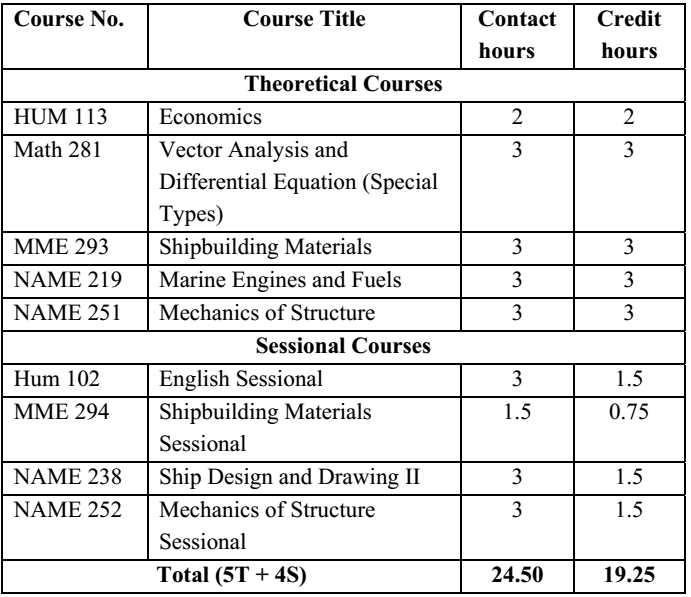 Course No. Course Title Contact hours Credit hours
Theoretical Courses
HUM 113 Economics 2 2
Math 281 Vector Analysis and 3 3
Differential Equation (Special
Types)
MME 293 Shipbuilding Materials 3 3
NAME 219 Marine Engines and Fuels 3 3
NAME 251 Mechanics of Structure 3 3
Sessional Courses
Hum 102 English Sessional 3 1.5
MME 294 Shipbuilding Materials 1.5 0.75
Sessional
NAME 238 Ship Design and Drawing II 3 1.5
NAME 252 Mechanics of Structure 3 1.5
Sessional
Total (5T + 4S) 24.50 19.25